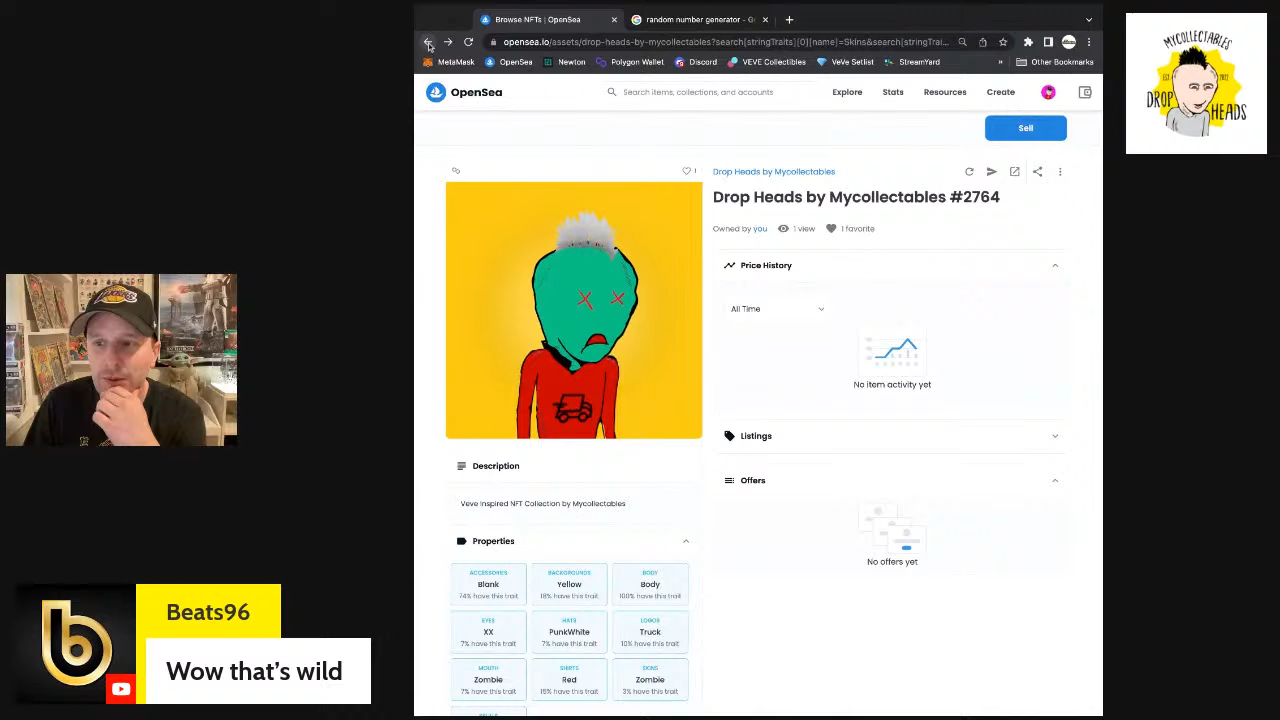 Browse NFTs | OpenSea
random number generator - G
opensea.io/assets/drop-heads-by-mycollectables?search[stringTraits][0][name]=Skins&search[stringTrai...
MetaMask
OpenSea
Newton
Polygon Wallet
Discord
VEVE Collectibles
VeVe Setlist
StreamYard
»
Other Bookmarks
OpenSea
Search items, collections, and accounts
Explore
Stats
Resources
Create
Sell
1
Drop Heads by Mycollectables
Drop Heads by Mycollectables #2764
Owned by you
1 view
1 favorite
Price History
All Time
No item activity yet
Listings
Offers
No offers yet
Description
Veve Inspired NFT Collection by Mycollectables
Properties
ACCESSORIES
Blank
74% have this trait
BACKGROUNDS
Yellow
18% have this trait
BODY
Body
100% have this trait
EYES
XX
7% have this trait
HATS
PunkWhite
7% have this trait
LOGOS
Truck
10% have this trait
MOUTH
Zombie
7% have this trait
SHIRTS
Red
15% have this trait
SKINS
Zombie
3% have this trait
MYCOLLECTABLES
EST
DROP
HEADS
b
Beats96
Wow that's wild